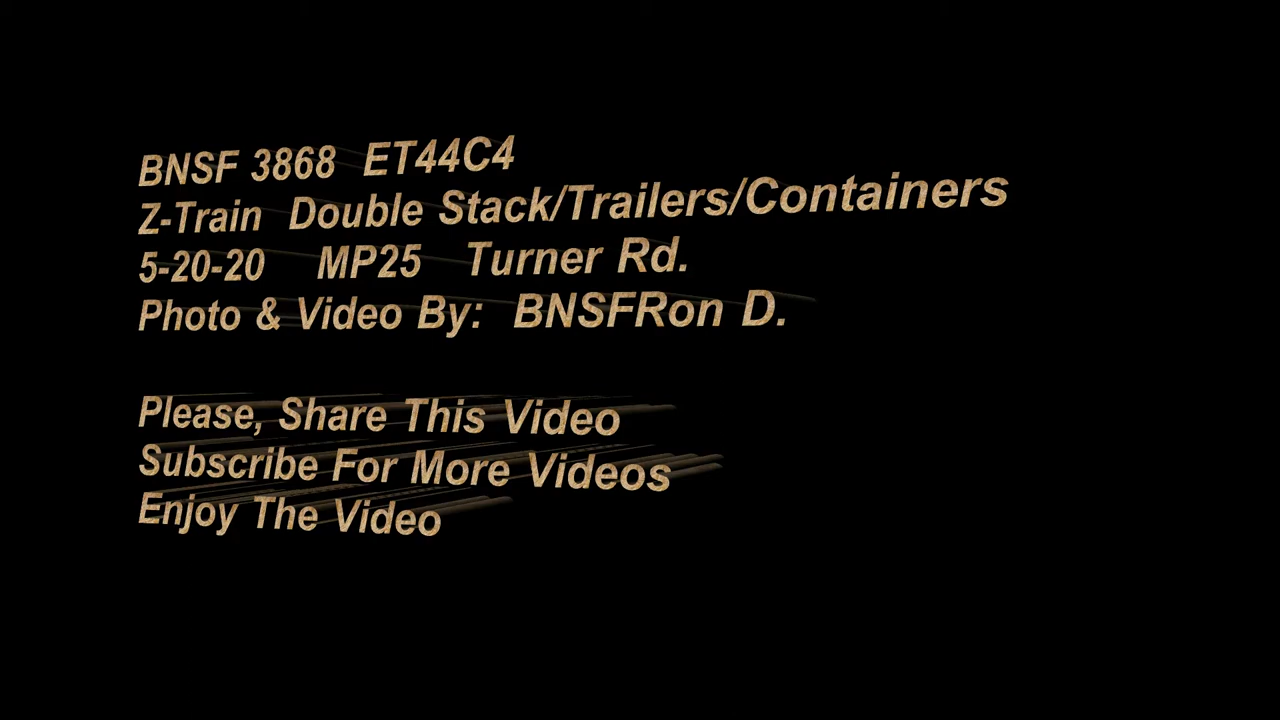 BNSF 3868 ET44C4
Z-Train Double Stack/Trailers/Containers
5-20-20 MP25 Turner Rd.
Photo & Video By: BNSFRon D.
Please, Share This Video
Subscribe For More Videos
Enjoy The Video